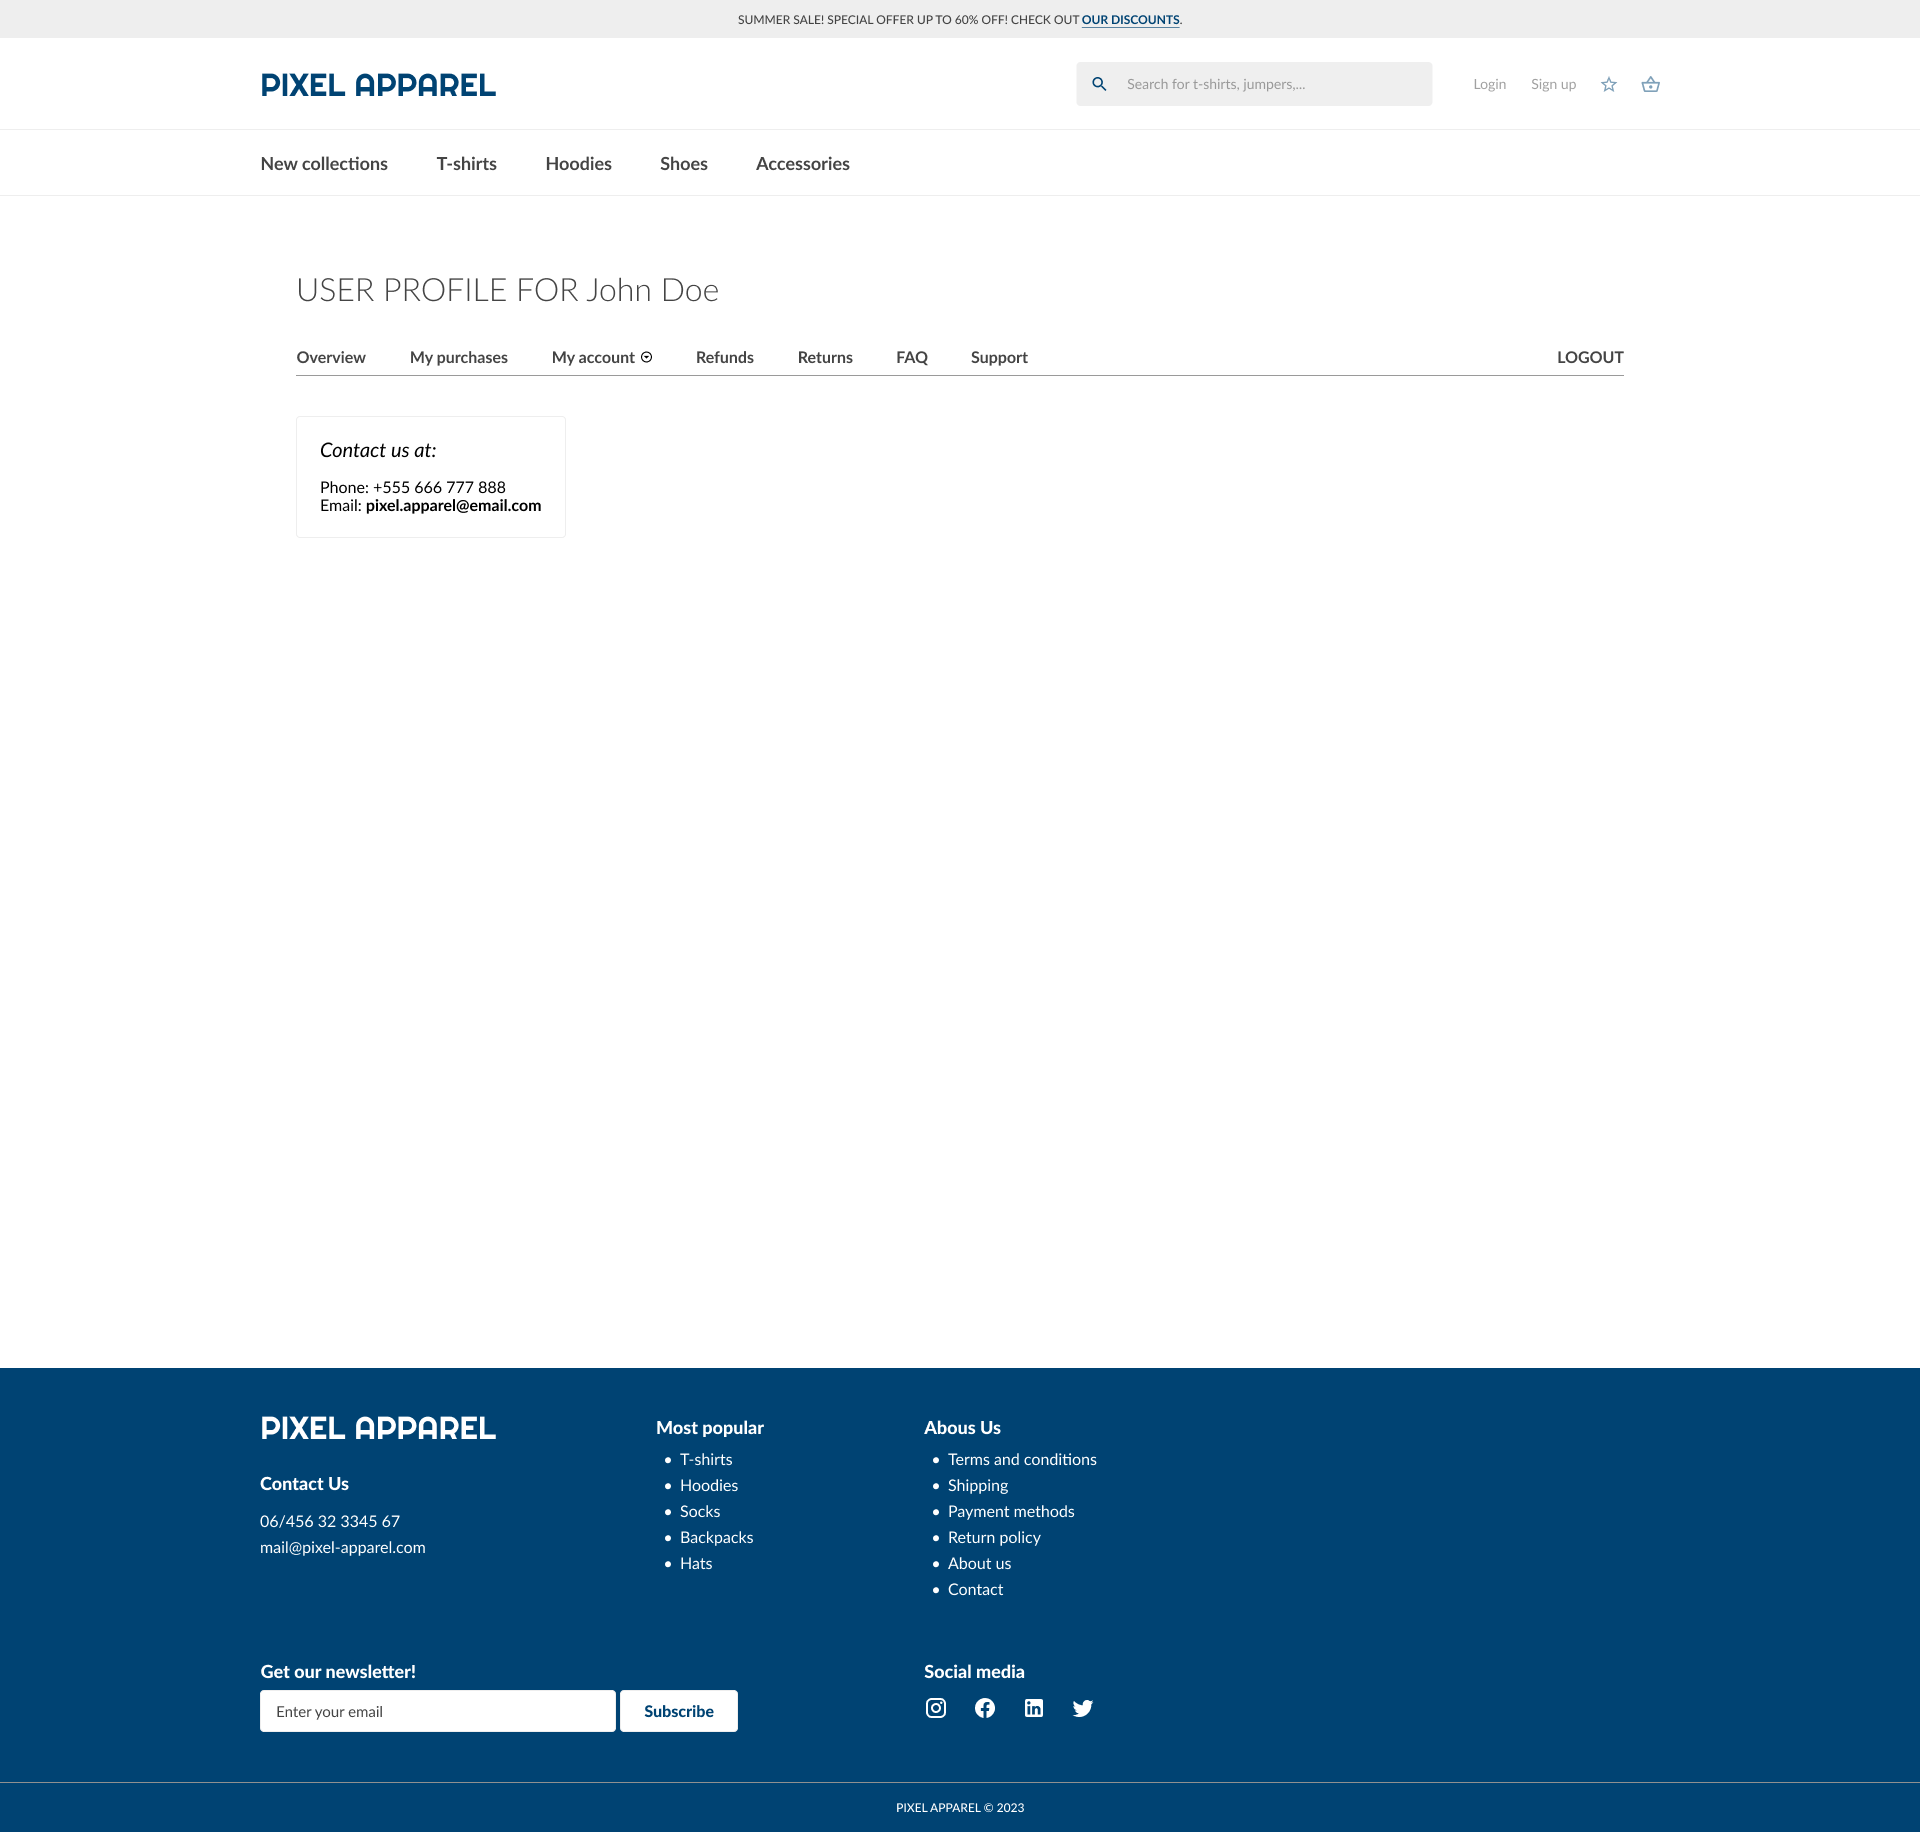 SUMMER SALE! SPECIAL OFFER UP TO 60% OFF! CHECK OUT OUR DISCOUNTS.
PIXEL APPAREL
Search for t-shirts, jumpers,...
Login
Sign up
New collections
T-shirts
Hoodies
Shoes
Accessories
USER PROFILE FOR John Doe
Overview
My purchases
My account
Refunds
Returns
FAQ
Support
LOGOUT
Contact us at:
Phone: +555 666 777 888
Email: pixel.apparel@email.com
PIXEL APPAREL
Contact Us
06/456 32 3345 67
mail@pixel-apparel.com
Most popular
• T-shirts
• Hoodies
• Socks
• Backpacks
• Hats
Abous Us
• Terms and conditions
• Shipping
• Payment methods
• Return policy
• About us
• Contact
Get our newsletter!
Enter your email
Subscribe
Social media
PIXEL APPAREL © 2023